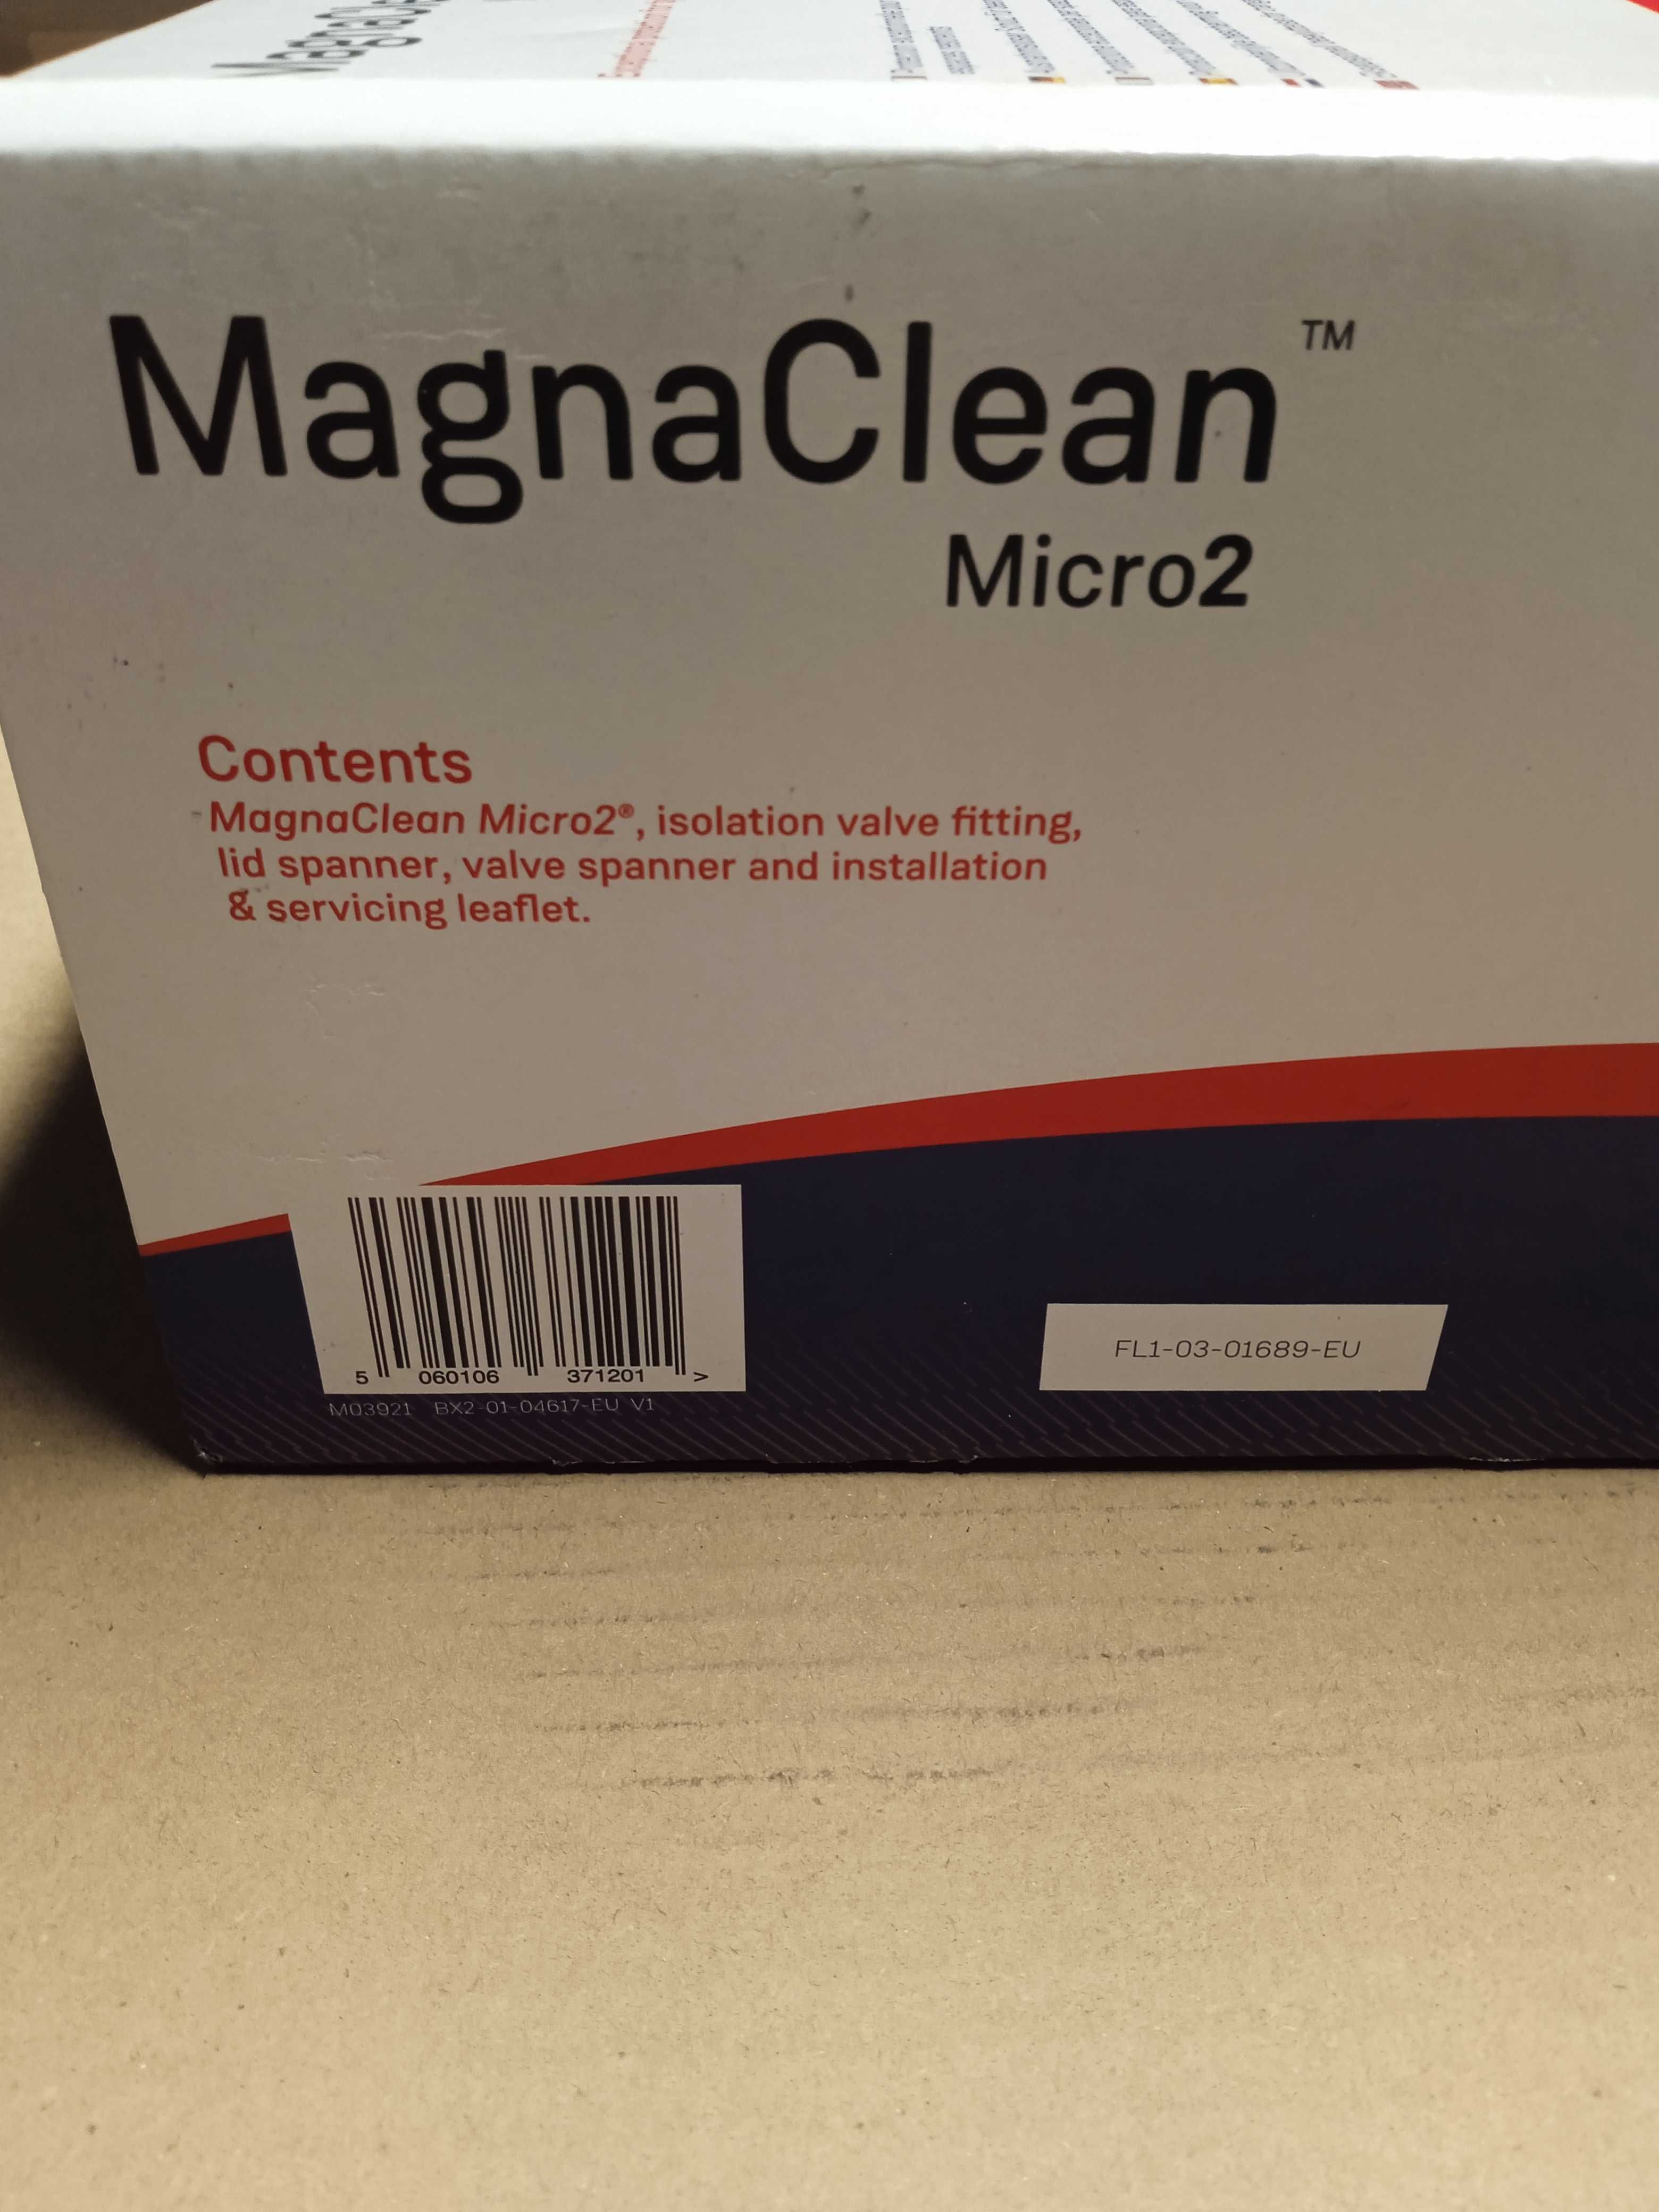 MagnaClean™
Micro2
Contents
MagnaClean Micro2®, isolation valve fitting,
lid spanner, valve spanner and installation
& servicing leaflet.
5 060106 371201 >
M03921 BX2-01-04617-EU V1
FL1-03-01689-EU